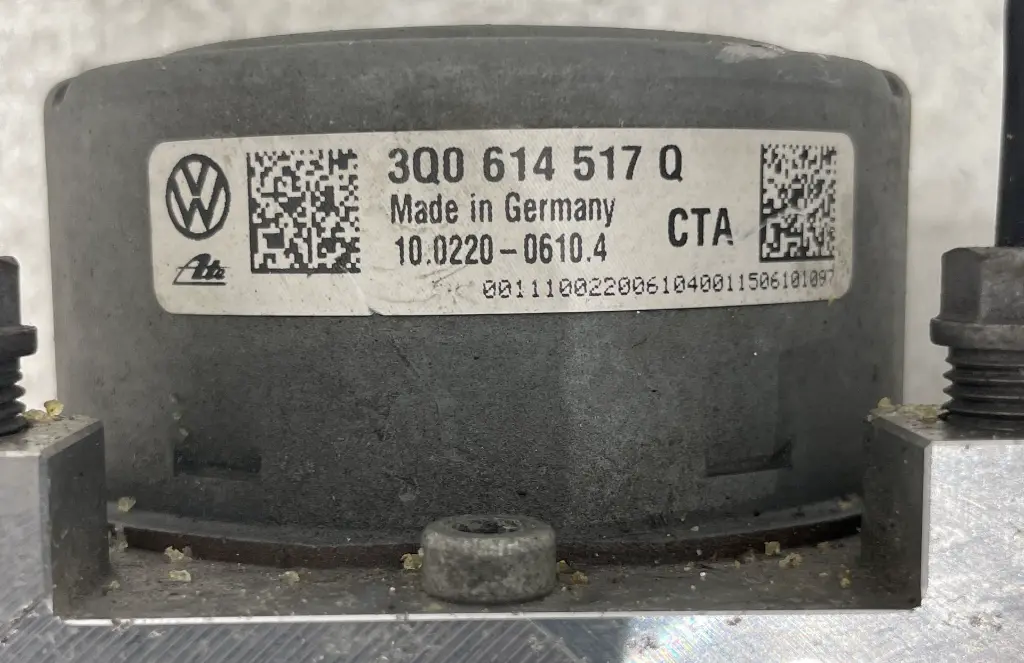 3Q0 614 517 Q
Made in Germany
CTA
10.0220-0610.4
0011100220061040011506101097
Ate